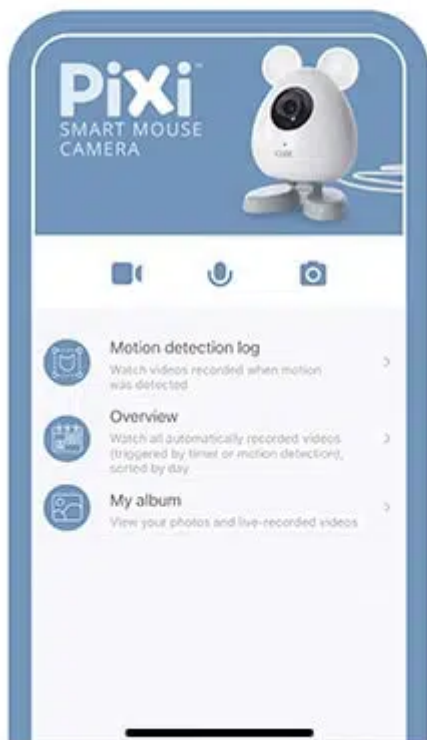 PiXi™
SMART MOUSE
CAMERA
Motion detection log
Watch videos recorded when motion
was detected
Overview
Watch all automatically recorded videos
(triggered by timer or motion detection),
sorted by day
My album
View your photos and live-recorded videos